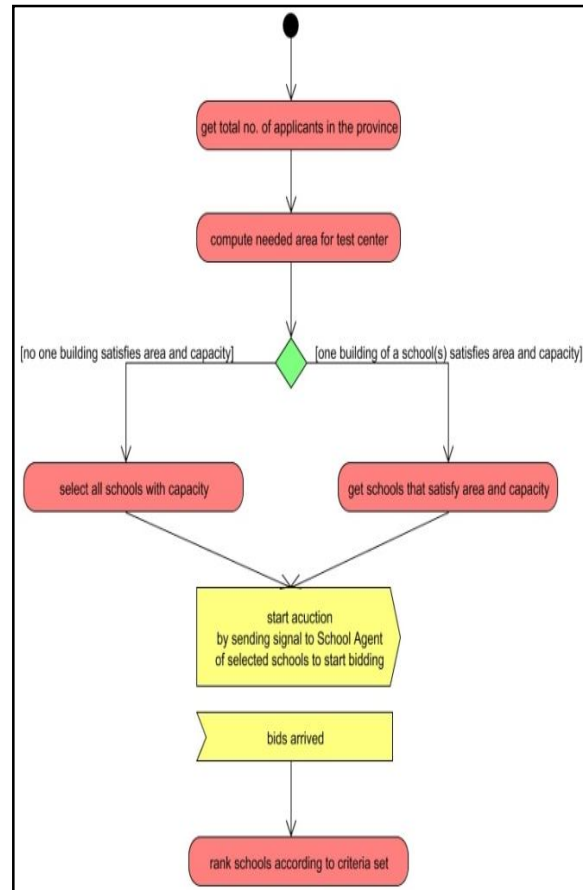 get total no. of applicants in the province
compute needed area for test center
[no one building satisfies area and capacity]
[one building of a school(s) satisfies area and capacity]
select all schools with capacity
get schools that satisfy area and capacity
start acuction
by sending signal to School Agent
of selected schools to start bidding
bids arrived
rank schools according to criteria set